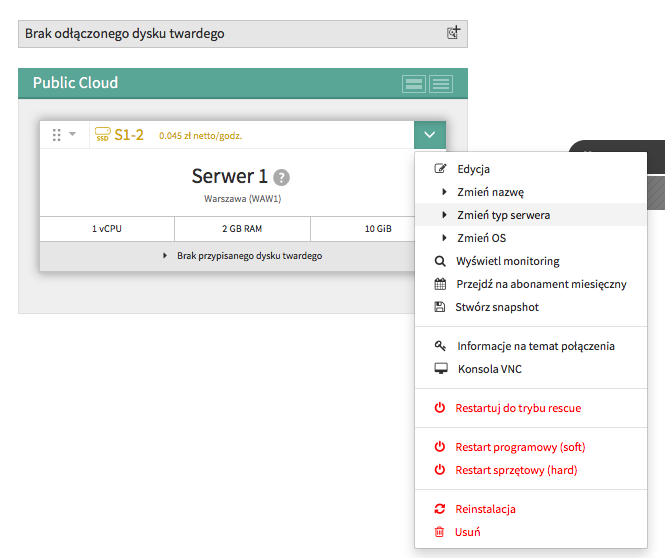 Brak odłączonego dysku twardego
Public Cloud
SSD S1-2 0.045 zł netto/godz.
Serwer 1 ?
Warszawa (WAW1)
1 vCPU 2 GB RAM 10 GiB
Brak przypisanego dysku twardego
Edycja
Zmień nazwę
Zmień typ serwera
Zmień OS
Wyświetl monitoring
Przejdź na abonament miesięczny
Stwórz snapshot
Informacje na temat połączenia
Konsola VNC
Restartuj do trybu rescue
Restart programowy (soft)
Restart sprzętowy (hard)
Reinstalacja
Usuń